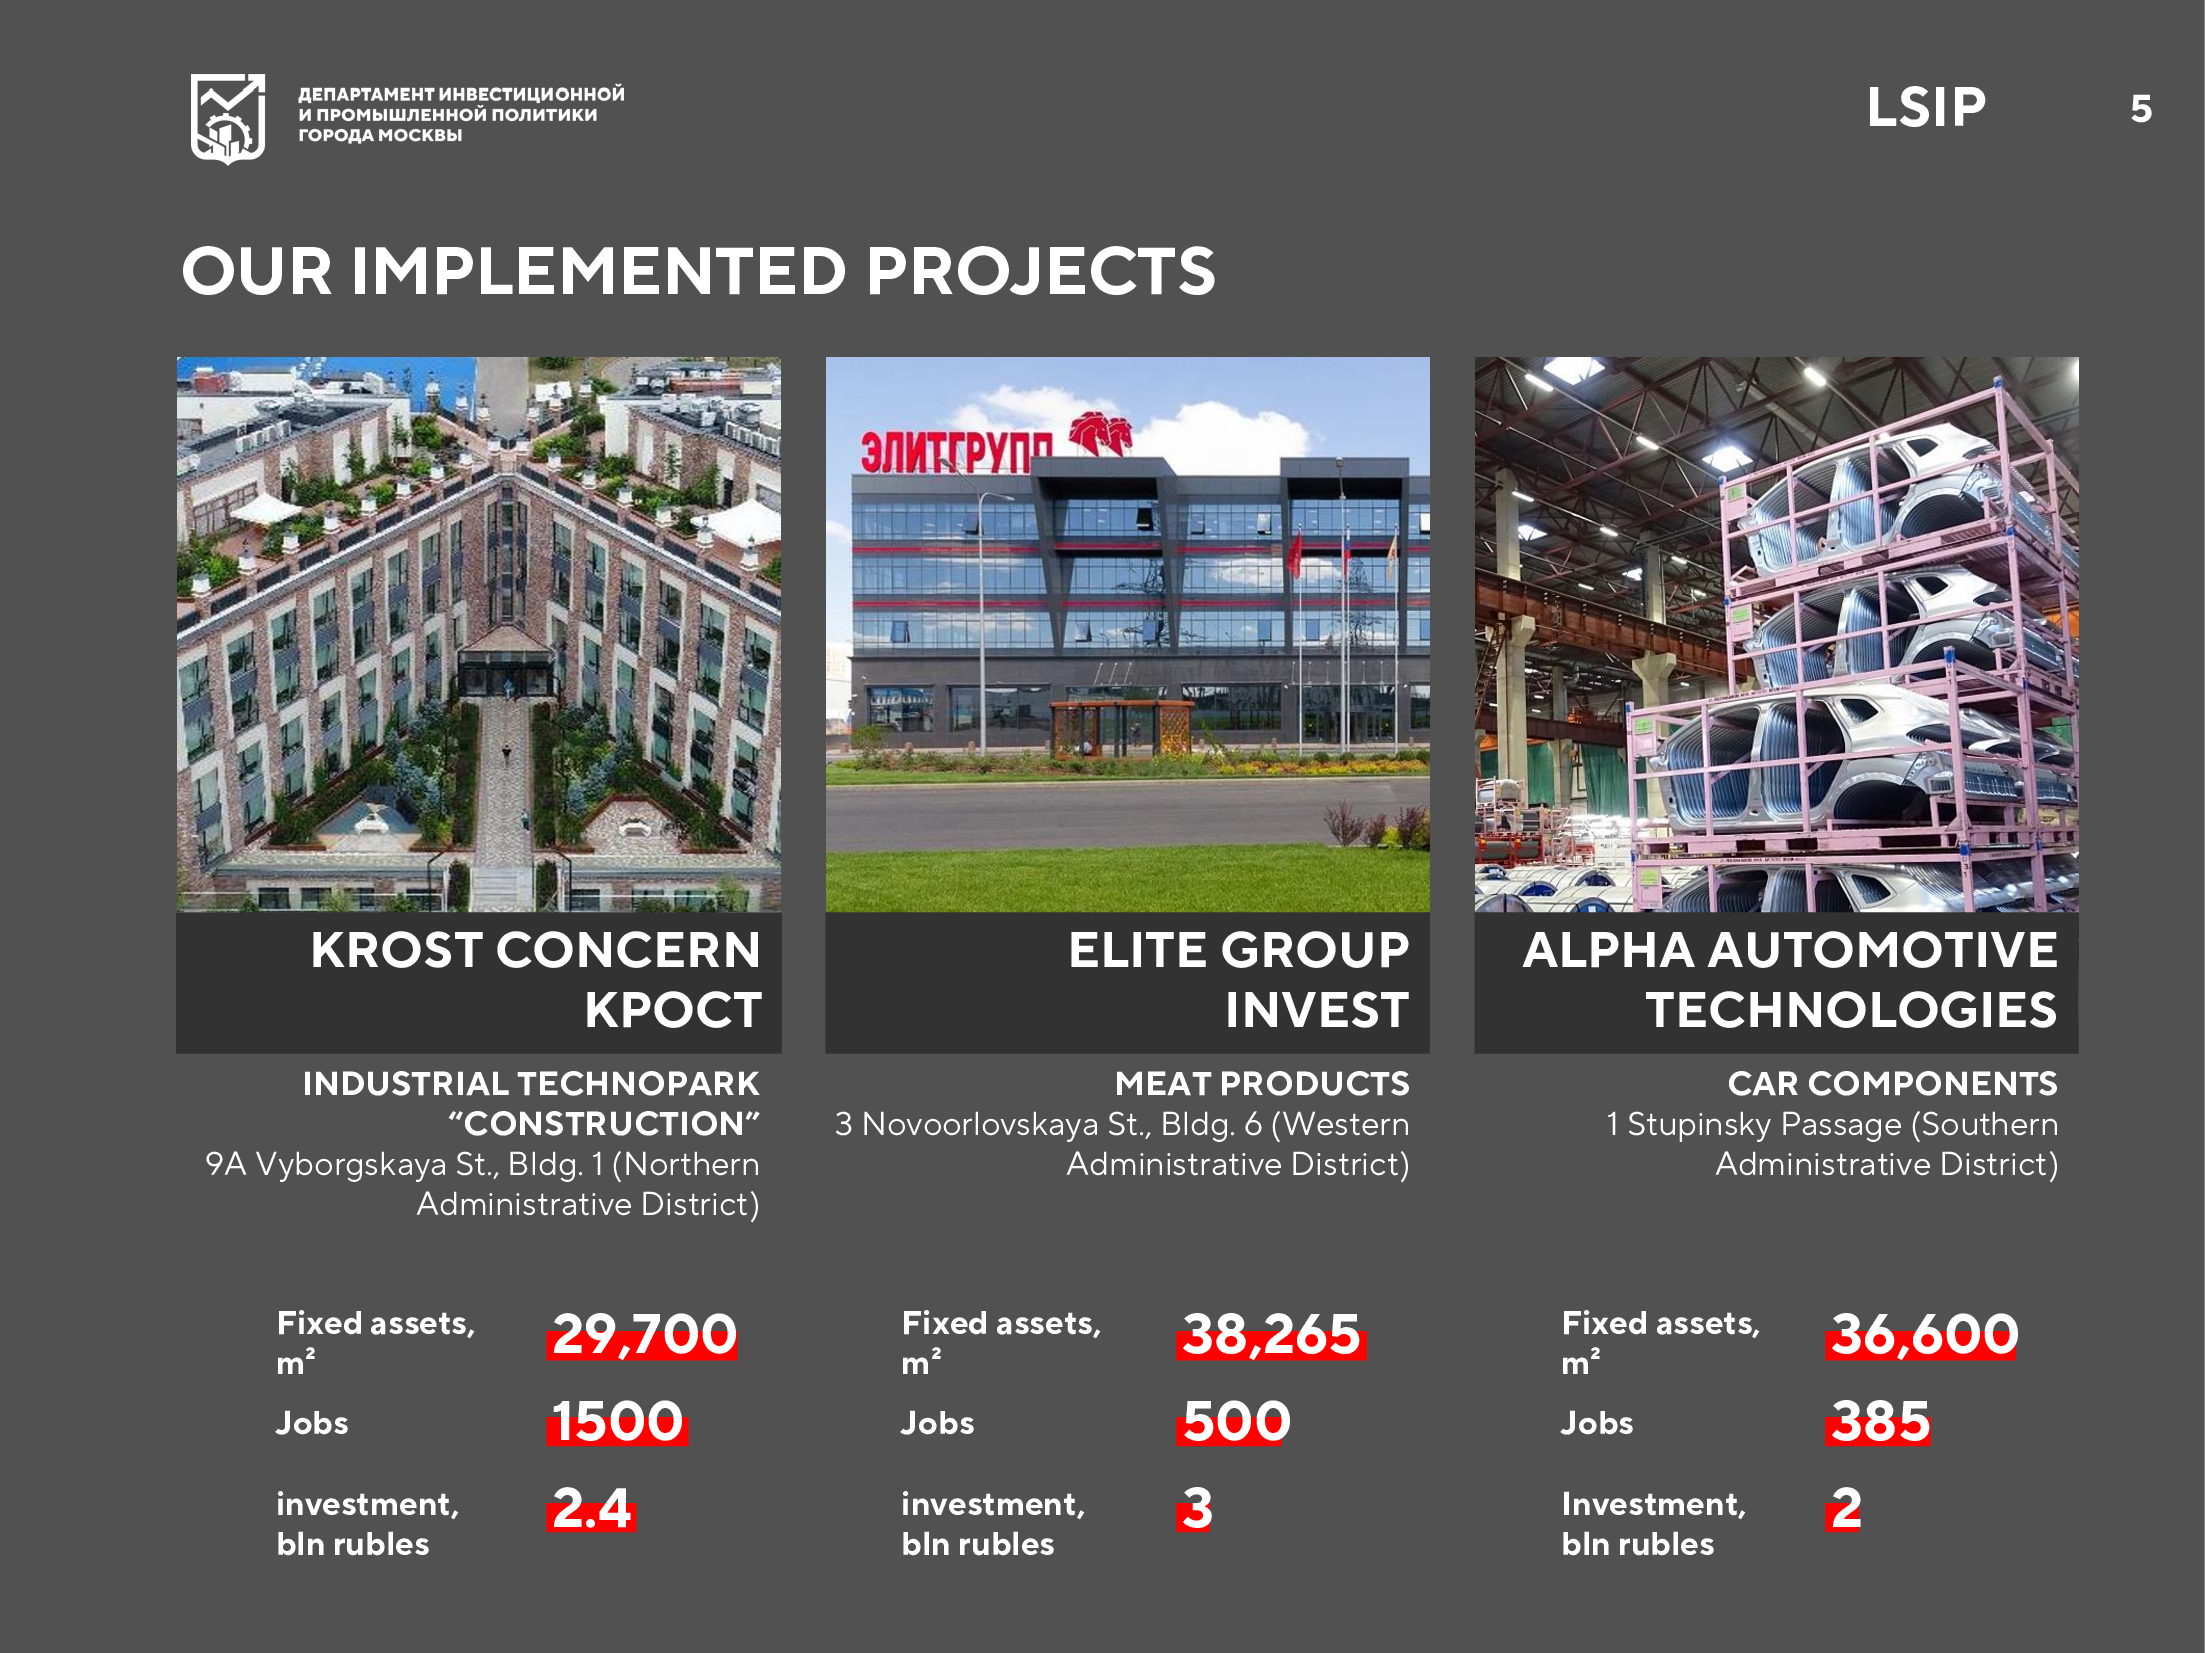 ДЕПАРТАМЕНТ ИНВЕСТИЦИОННОЙ
И ПРОМЫШЛЕННОЙ ПОЛИТИКИ
ГОРОДА МОСКВЫ
LSIP
5
OUR IMPLEMENTED PROJECTS
KROST CONCERN
КРОСТ
INDUSTRIAL TECHNOPARK
“CONSTRUCTION”
9A Vyborgskaya St., Bldg. 1 (Northern
Administrative District)
Fixed assets,
m²
29,700
Jobs
1500
investment,
bln rubles
2.4
ЭЛИТГРУПП
ELITE GROUP
INVEST
MEAT PRODUCTS
3 Novoorlovskaya St., Bldg. 6 (Western
Administrative District)
Fixed assets,
m²
38,265
Jobs
500
investment,
bln rubles
3
ALPHA AUTOMOTIVE
TECHNOLOGIES
CAR COMPONENTS
1 Stupinsky Passage (Southern
Administrative District)
Fixed assets,
m²
36,600
Jobs
385
Investment,
bln rubles
2